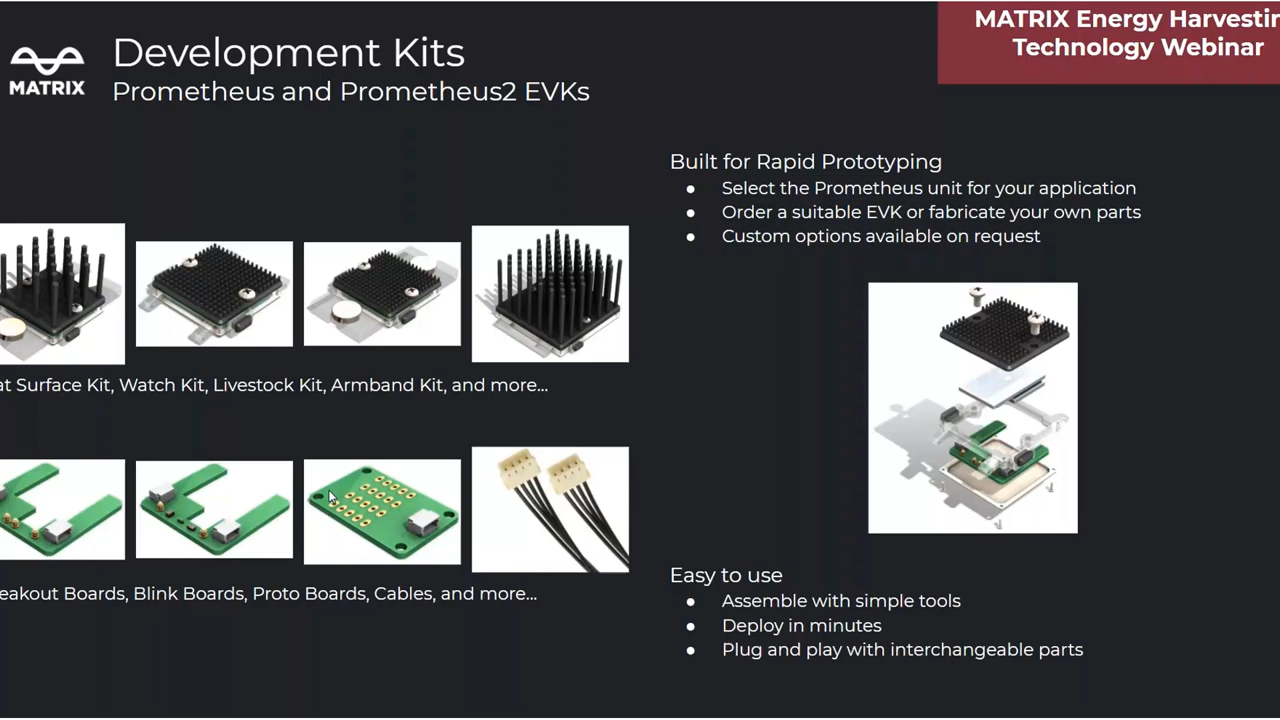 MATRIX Energy Harvestin
Technology Webinar
MATRIX
Development Kits
Prometheus and Prometheus2 EVKs
at Surface Kit, Watch Kit, Livestock Kit, Armband Kit, and more...
eakout Boards, Blink Boards, Proto Boards, Cables, and more...
Built for Rapid Prototyping
● Select the Prometheus unit for your application
● Order a suitable EVK or fabricate your own parts
● Custom options available on request
Easy to use
● Assemble with simple tools
● Deploy in minutes
● Plug and play with interchangeable parts